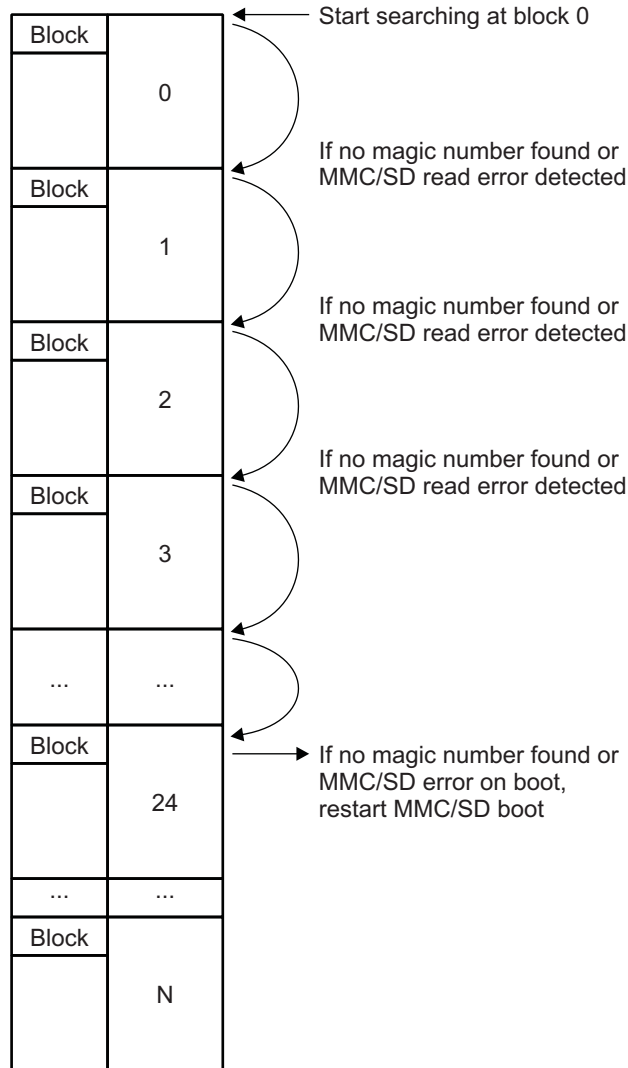 Start searching at block 0
Block
0
If no magic number found or
MMC/SD read error detected
Block
1
If no magic number found or
MMC/SD read error detected
Block
2
If no magic number found or
MMC/SD read error detected
Block
3
... ...
Block
If no magic number found or
MMC/SD error on boot,
restart MMC/SD boot
24
... ...
Block
N